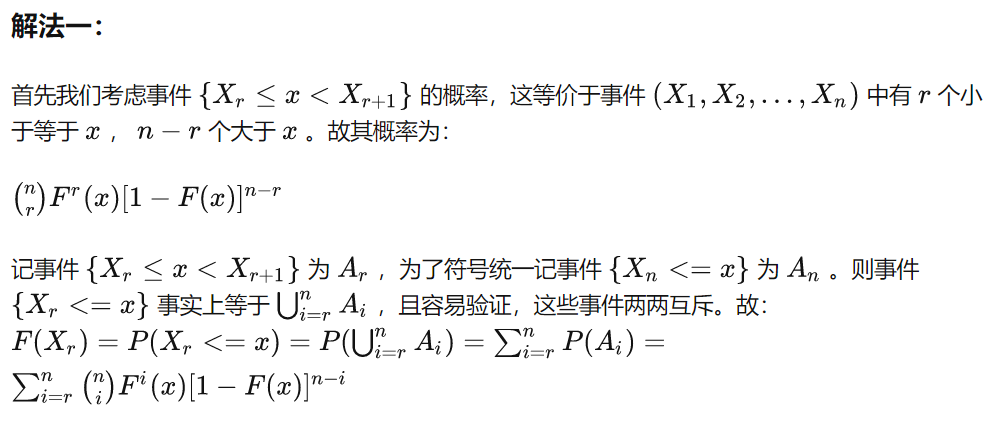 解法一：
首先我们考虑事件 $\{X_r \leq x < X_{r+1}\}$ 的概率，这等价于事件 $(X_1, X_2, \ldots, X_n)$ 中有 $r$ 个小
于等于 $x$ ， $n-r$ 个大于 $x$ 。故其概率为：
$\binom{n}{r} F^r(x)[1-F(x)]^{n-r}$
记事件 $\{X_r \leq x < X_{r+1}\}$ 为 $A_r$ ，为了符号统一记事件 $\{X_n <= x\}$ 为 $A_n$ 。则事件
$\{X_r <= x\}$ 事实上等于 $\bigcup_{i=r}^{n} A_i$ ，且容易验证，这些事件两两互斥。故：
$F(X_r) = P(X_r <= x) = P(\bigcup_{i=r}^{n} A_i) = \sum_{i=r}^{n} P(A_i) =$
$\sum_{i=r}^{n} \binom{n}{i} F^i(x)[1-F(x)]^{n-i}$